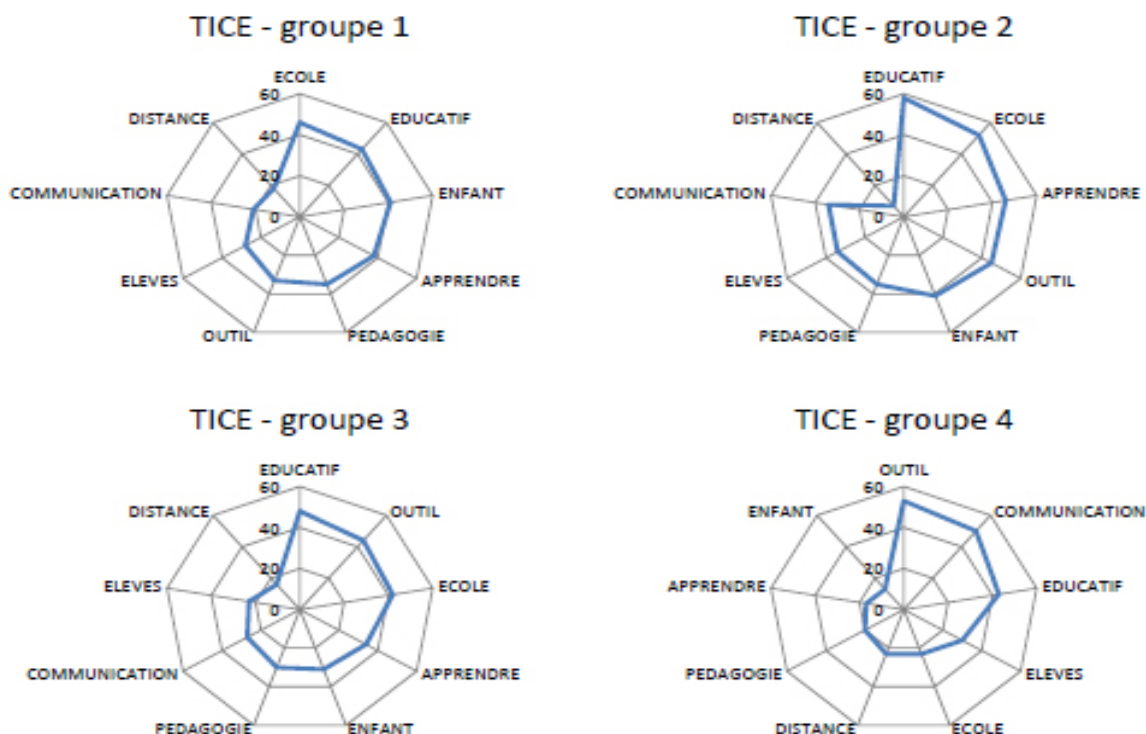 TICE - groupe 1
ECOLE
60
EDUCATIF
DISTANCE
40
COMMUNICATION
20
ENFANT
0
ELEVES
APPRENDRE
OUTIL
PEDAGOGIE
TICE - groupe 2
EDUCATIF
60
ECOLE
DISTANCE
40
COMMUNICATION
20
APPRENDRE
0
ELEVES
OUTIL
PEDAGOGIE
ENFANT
TICE - groupe 3
EDUCATIF
60
OUTIL
DISTANCE
40
ELEVES
20
ECOLE
0
COMMUNICATION
APPRENDRE
PEDAGOGIE
ENFANT
TICE - groupe 4
OUTIL
60
COMMUNICATION
ENFANT
40
APPRENDRE
20
EDUCATIF
0
PEDAGOGIE
ELEVES
DISTANCE
ECOLE